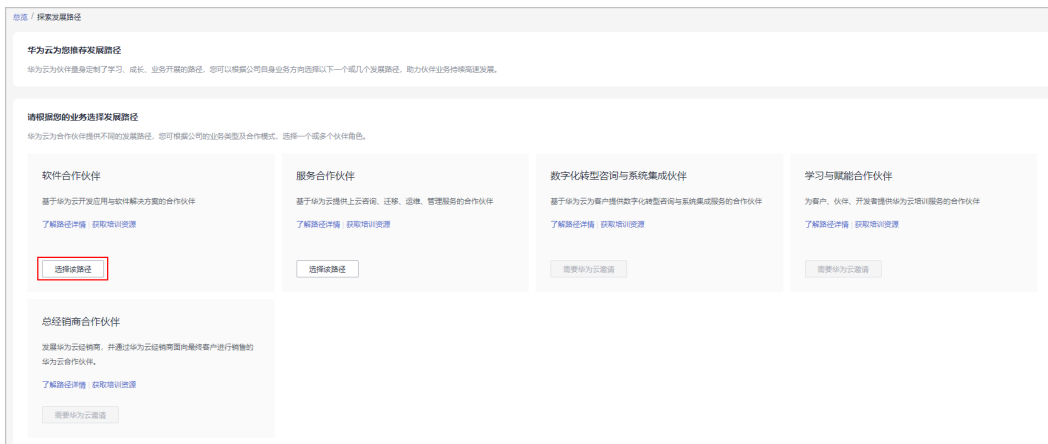 总览 / 探索发展路径
华为云为您推荐发展路径
华为云为伙伴量身定制了学习、成长、业务开展的路径，您可以根据公司自身业务方向选择以下一个或几个发展路径，助力伙伴业务持续高速发展。
请根据您的业务选择发展路径
华为云为合作伙伴提供不同的发展路径，您可根据公司的业务类型及合作模式，选择一个或多个伙伴角色。
软件合作伙伴
基于华为云开发应用与软件解决方案的合作伙伴
了解路径详情 | 获取培训资源
选择该路径
服务合作伙伴
基于华为云提供上云咨询、迁移、运维、管理服务的合作伙伴
了解路径详情 | 获取培训资源
选择该路径
数字化转型咨询与系统集成伙伴
基于华为云为客户提供数字化转型咨询与系统集成服务的合作伙伴
了解路径详情 | 获取培训资源
需要华为云邀请
学习与赋能合作伙伴
为客户、伙伴、开发者提供华为云培训服务的合作伙伴
了解路径详情 | 获取培训资源
需要华为云邀请
总经销商合作伙伴
发展华为云经销商，并通过华为云经销商面向最终客户进行销售的
华为云合作伙伴。
了解路径详情 | 获取培训资源
需要华为云邀请